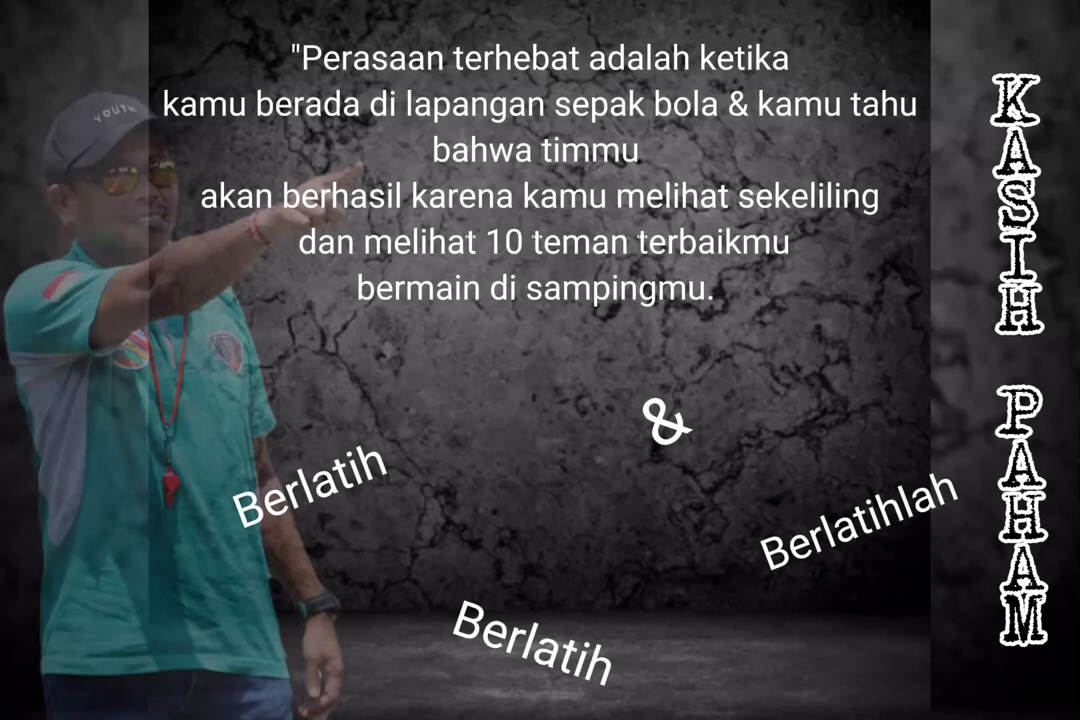 YOUTH
"Perasaan terhebat adalah ketika
kamu berada di lapangan sepak bola & kamu tahu
bahwa timmu
akan berhasil karena kamu melihat sekeliling
dan melihat 10 teman terbaikmu
bermain di sampingmu.
&
Berlatih
Berlatihlah
Berlatih
KASIH PAHAM